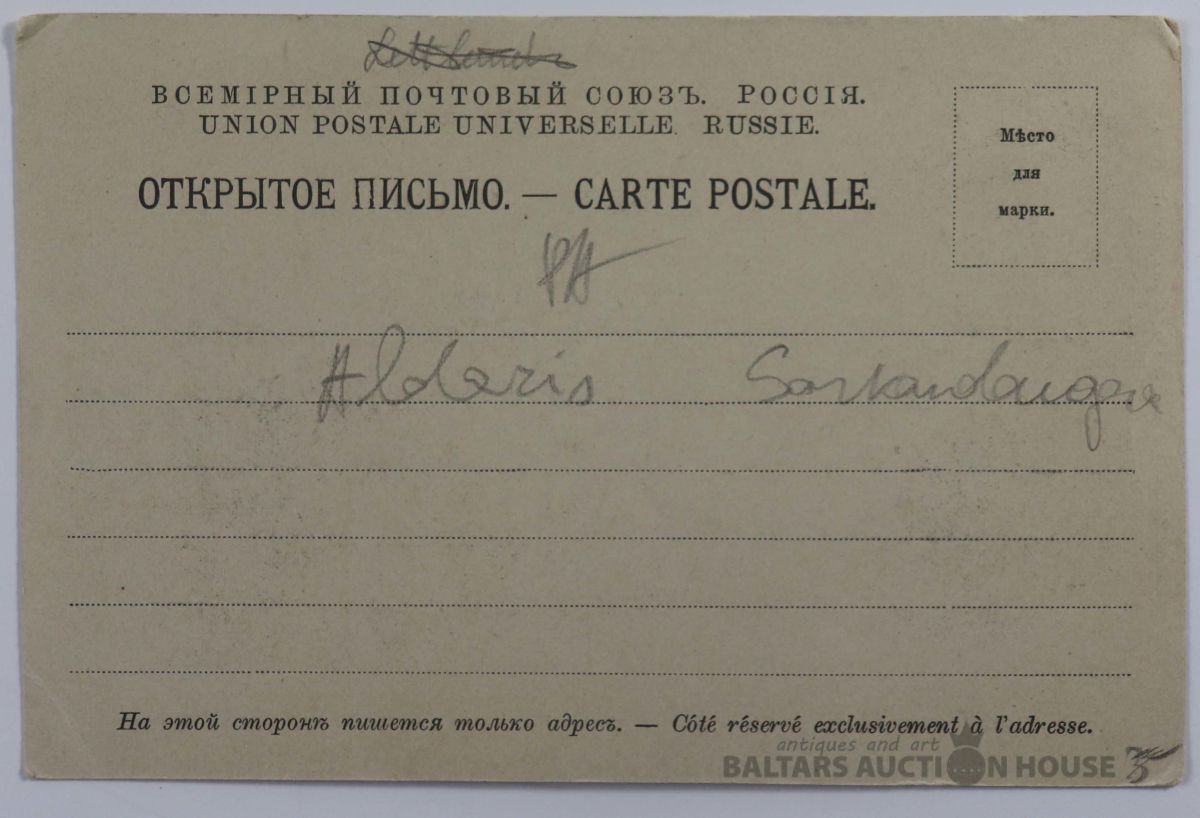 ВСЕМІРНЫЙ ПОЧТОВЫЙ СОЮЗЪ. РОССІЯ.
UNION POSTALE UNIVERSELLE. RUSSIE.
ОТКРЫТОЕ ПИСЬМО. — CARTE POSTALE.
Мѣсто
для
марки.
Aldaris
На этой сторонѣ пишется только адресъ. — Côté réservé exclusivement à l'adresse.
antiques and art
BALTARS AUCTION HOUSE